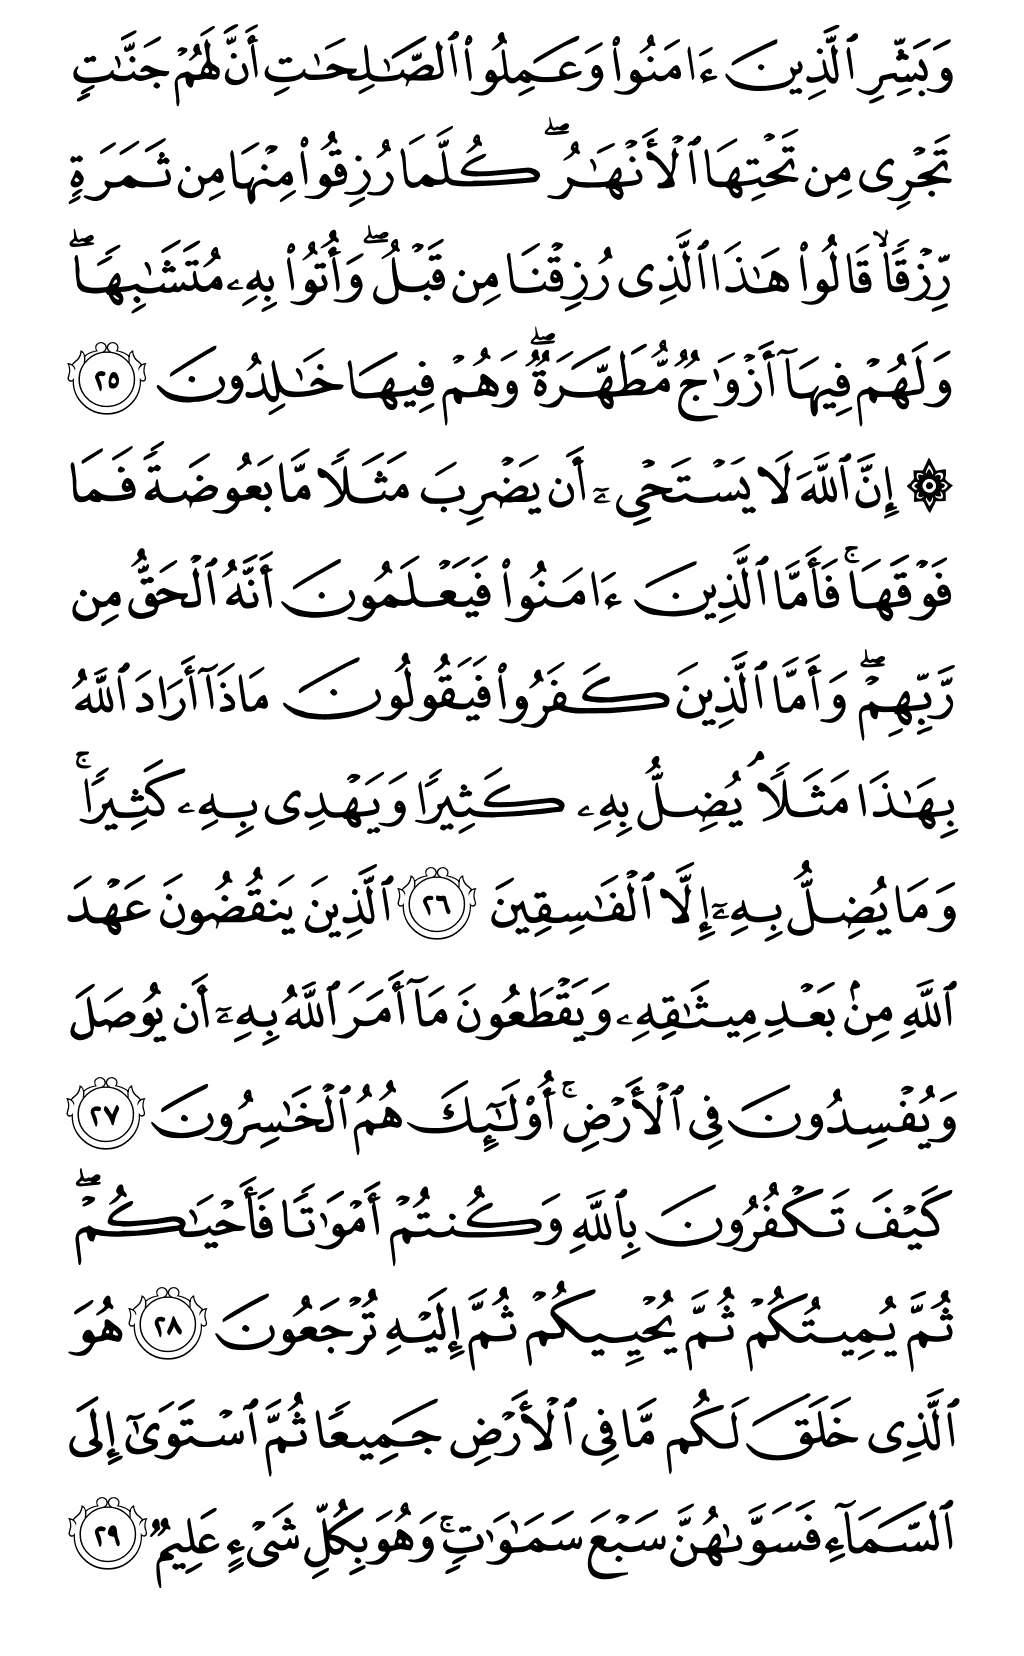 وَبَشِّرِ ٱلَّذِينَ ءَامَنُوا۟ وَعَمِلُوا۟ ٱلصَّـٰلِحَـٰتِ أَنَّ لَهُمْ جَنَّـٰتٍ
تَجْرِى مِن تَحْتِهَا ٱلْأَنْهَـٰرُ ۖ كُلَّمَا رُزِقُوا۟ مِنْهَا مِن ثَمَرَةٍ
رِّزْقًا ۙ قَالُوا۟ هَـٰذَا ٱلَّذِى رُزِقْنَا مِن قَبْلُ ۖ وَأُتُوا۟ بِهِۦ مُتَشَـٰبِهًا ۖ
وَلَهُمْ فِيهَآ أَزْوَٰجٌ مُّطَهَّرَةٌ ۖ وَهُمْ فِيهَا خَـٰلِدُونَ ٢٥
۞ إِنَّ ٱللَّهَ لَا يَسْتَحْىِۦٓ أَن يَضْرِبَ مَثَلًا مَّا بَعُوضَةً فَمَا
فَوْقَهَا ۚ فَأَمَّا ٱلَّذِينَ ءَامَنُوا۟ فَيَعْلَمُونَ أَنَّهُ ٱلْحَقُّ مِن
رَّبِّهِمْ ۖ وَأَمَّا ٱلَّذِينَ كَفَرُوا۟ فَيَقُولُونَ مَاذَآ أَرَادَ ٱللَّهُ
بِهَـٰذَا مَثَلًا ۘ يُضِلُّ بِهِۦ كَثِيرًا وَيَهْدِى بِهِۦ كَثِيرًا ۚ
وَمَا يُضِلُّ بِهِۦٓ إِلَّا ٱلْفَـٰسِقِينَ ٢٦ ٱلَّذِينَ يَنقُضُونَ عَهْدَ
ٱللَّهِ مِنۢ بَعْدِ مِيثَـٰقِهِۦ وَيَقْطَعُونَ مَآ أَمَرَ ٱللَّهُ بِهِۦٓ أَن يُوصَلَ
وَيُفْسِدُونَ فِى ٱلْأَرْضِ ۚ أُو۟لَـٰٓئِكَ هُمُ ٱلْخَـٰسِرُونَ ٢٧
كَيْفَ تَكْفُرُونَ بِٱللَّهِ وَكُنتُمْ أَمْوَٰتًا فَأَحْيَـٰكُمْ ۖ
ثُمَّ يُمِيتُكُمْ ثُمَّ يُحْيِيكُمْ ثُمَّ إِلَيْهِ تُرْجَعُونَ ٢٨ هُوَ
ٱلَّذِى خَلَقَ لَكُم مَّا فِى ٱلْأَرْضِ جَمِيعًا ثُمَّ ٱسْتَوَىٰٓ إِلَى
ٱلسَّمَآءِ فَسَوَّىٰهُنَّ سَبْعَ سَمَـٰوَٰتٍ ۚ وَهُوَ بِكُلِّ شَىْءٍ عَلِيمٌ ٢٩